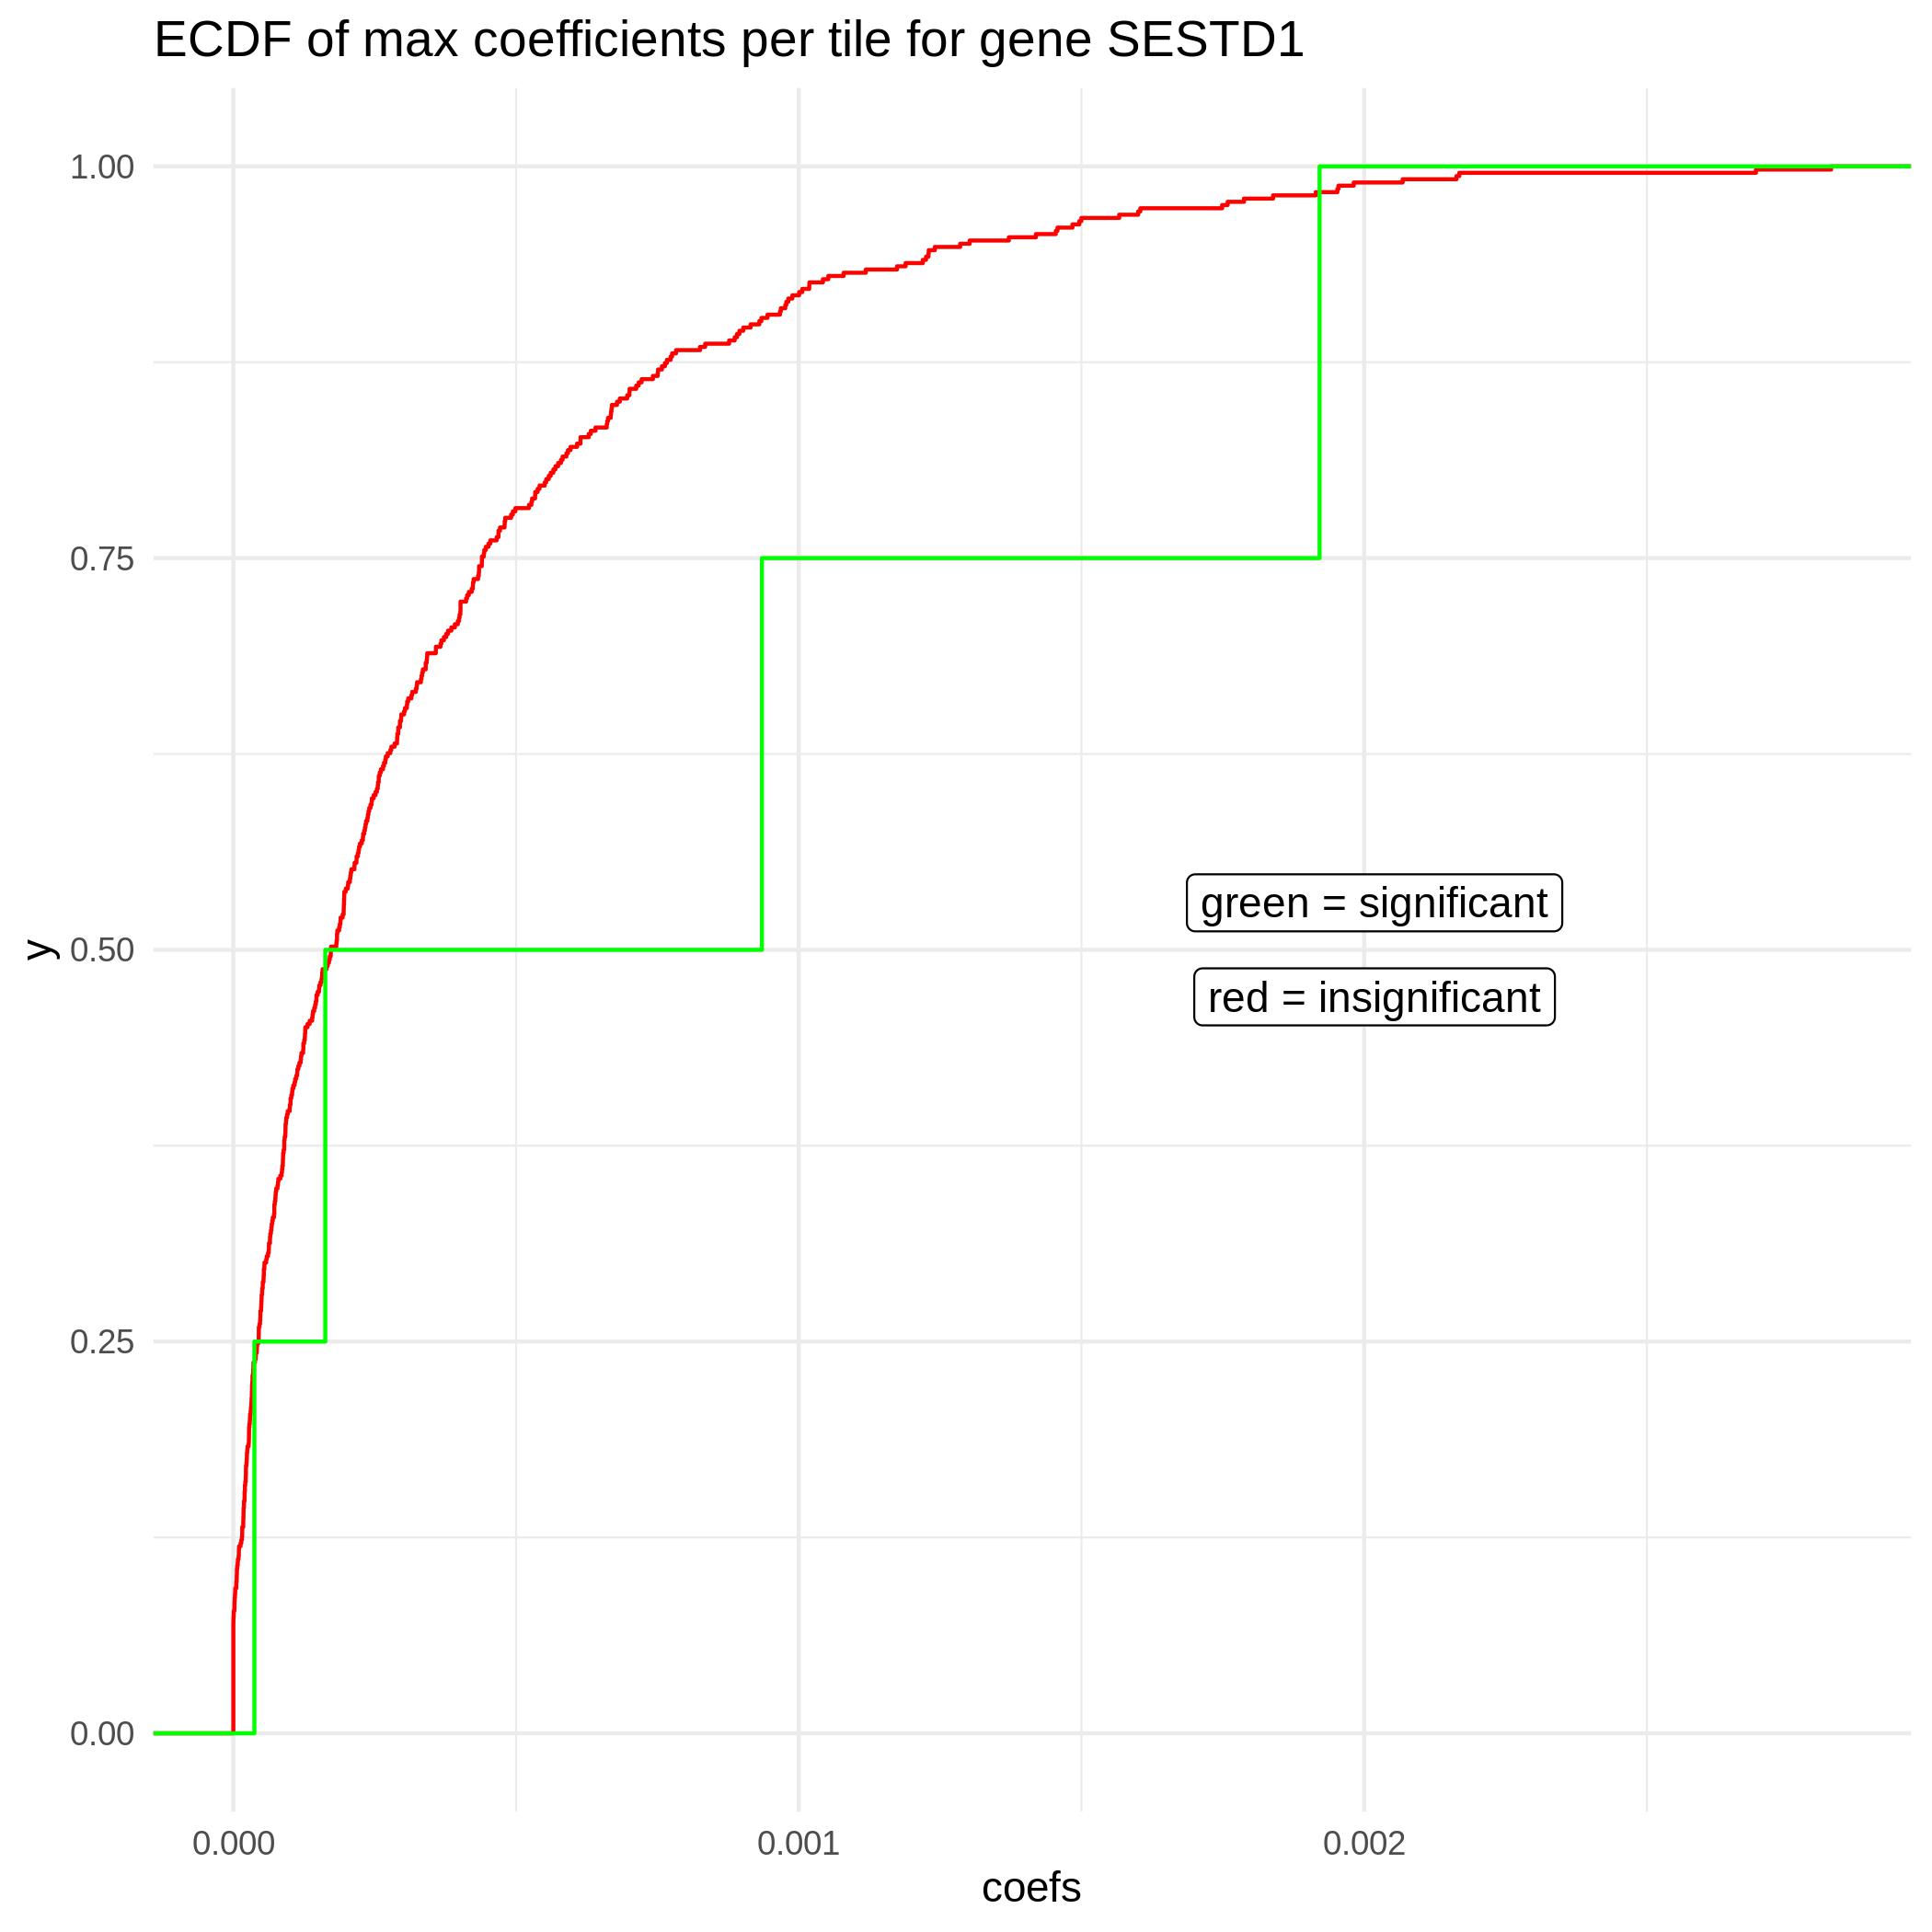 ECDF of max coefficients per tile for gene SESTD1
1.00
0.75
0.50
0.25
0.00
y
green = significant
red = insignificant
0.000
0.001
0.002
coefs